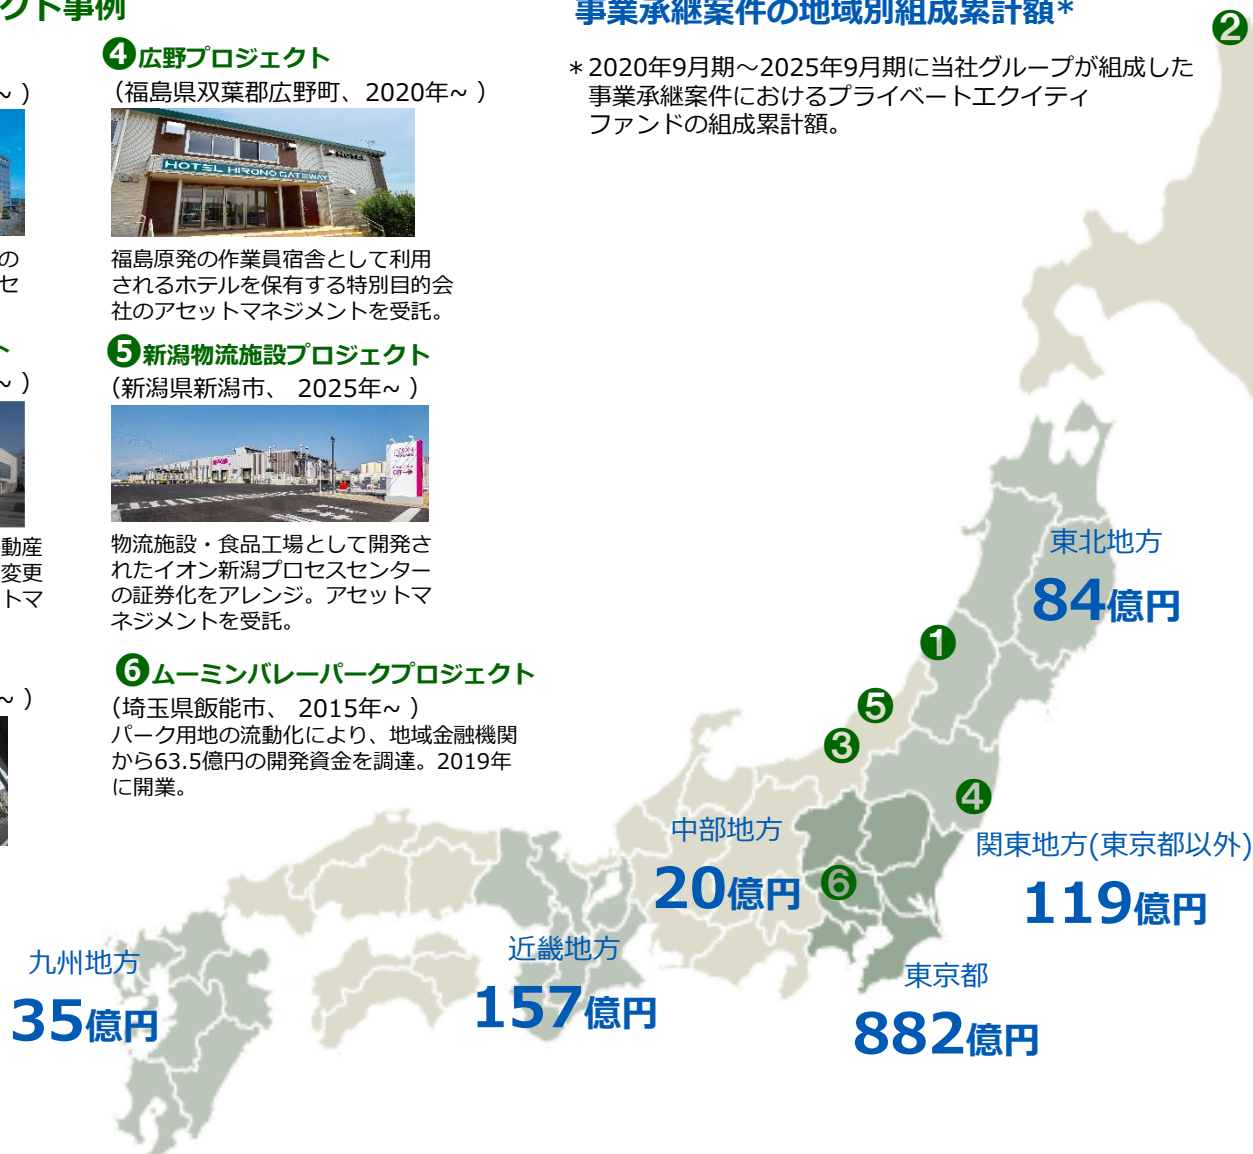 クト事例
~ )
の
セ
ト
~ )
動産
変更
トマ
~ )
❹広野プロジェクト
(福島県双葉郡広野町、2020年~ )
HOTEL HIRONO GATEWAY
HOTEL
福島原発の作業員宿舎として利用
されるホテルを保有する特別目的会
社のアセットマネジメントを受託。
❺新潟物流施設プロジェクト
(新潟県新潟市、 2025年~ )
物流施設・食品工場として開発さ
れたイオン新潟プロセスセンター
の証券化をアレンジ。アセットマ
ネジメントを受託。
❻ムーミンバレーパークプロジェクト
(埼玉県飯能市、 2015年~ )
パーク用地の流動化により、地域金融機関
から63.5億円の開発資金を調達。2019年
に開業。
事業承継案件の地域別組成累計額*
*2020年9月期～2025年9月期に当社グループが組成した
事業承継案件におけるプライベートエクイティ
ファンドの組成累計額。
❷
東北地方
84億円
❶
❺
❸
❹
中部地方
20億円
❻
関東地方(東京都以外)
119億円
九州地方
35億円
近畿地方
157億円
東京都
882億円